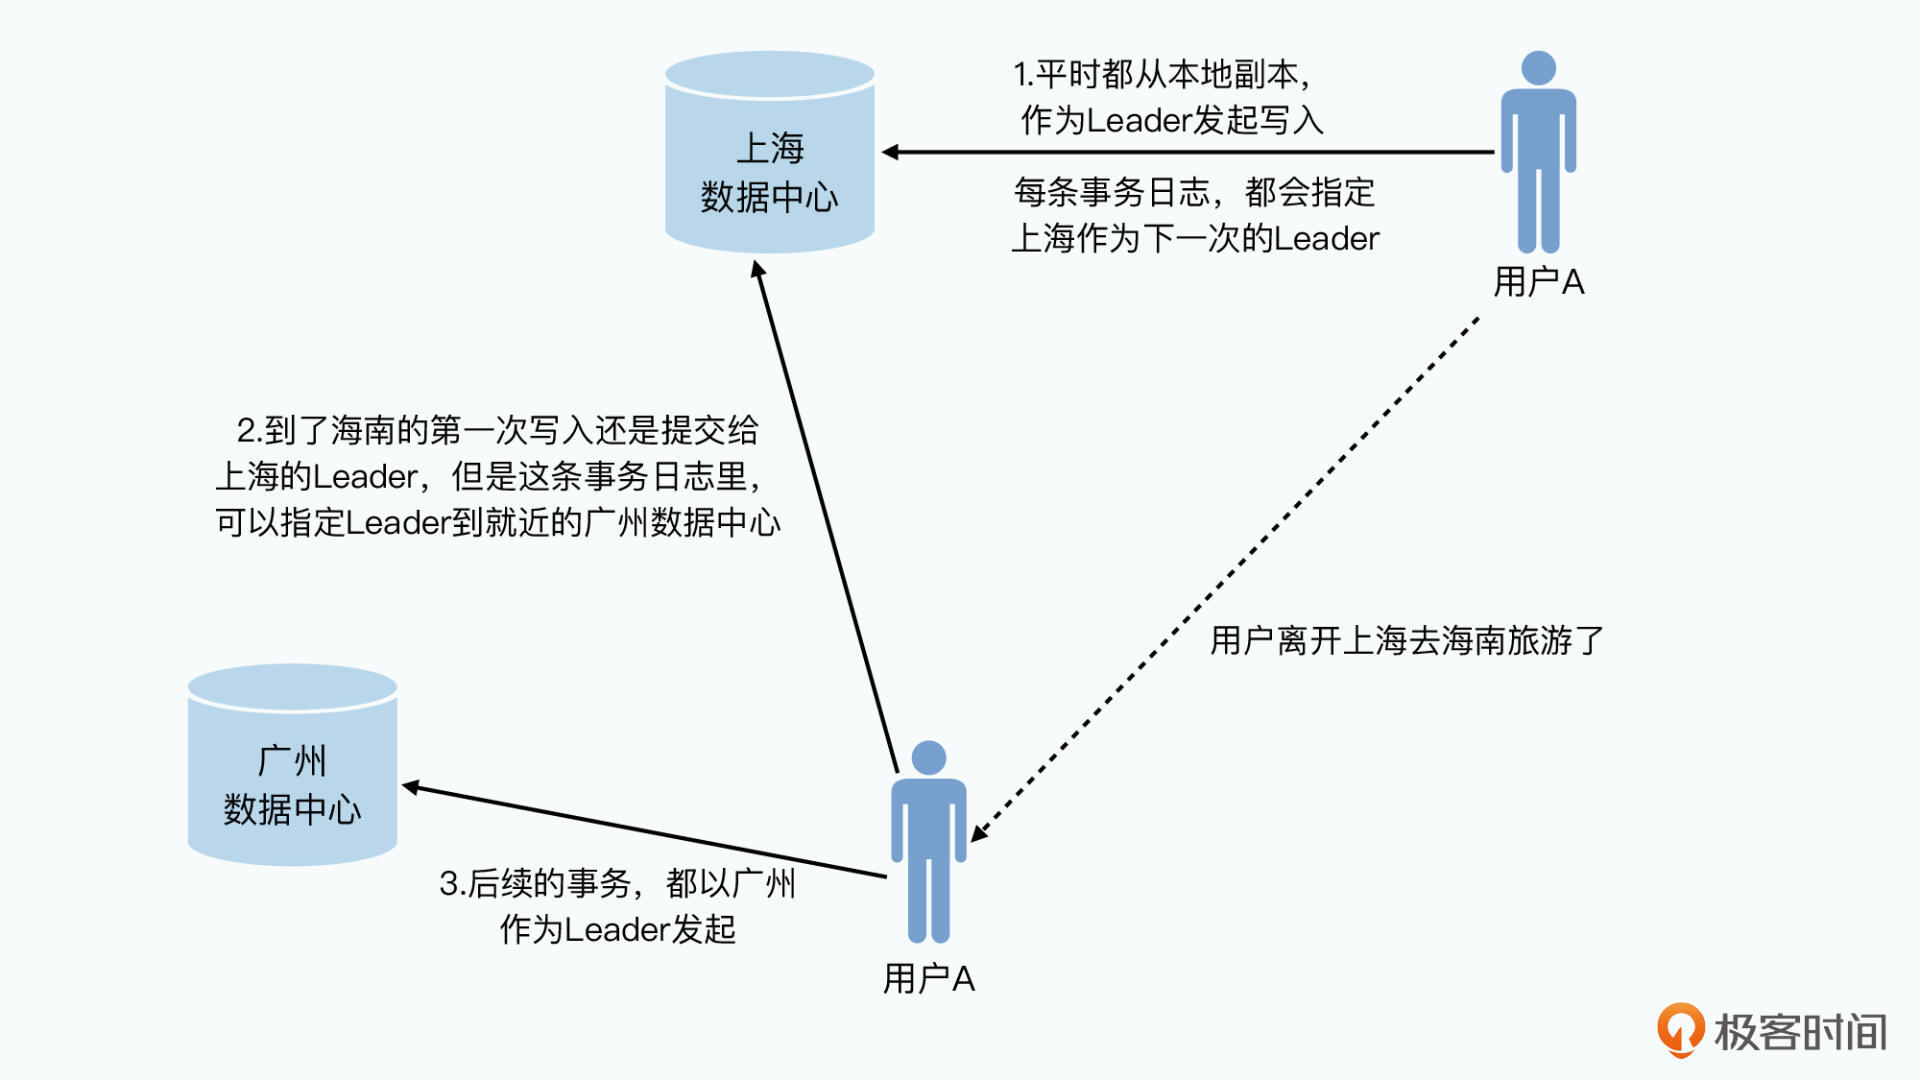 上海
数据中心
1.平时都从本地副本，
作为Leader发起写入
每条事务日志，都会指定
上海作为下一次的Leader
用户A
2.到了海南的第一次写入还是提交给
上海的Leader，但是这条事务日志里，
可以指定Leader到就近的广州数据中心
用户离开上海去海南旅游了
广州
数据中心
3.后续的事务，都以广州
作为Leader发起
用户A
极客时间